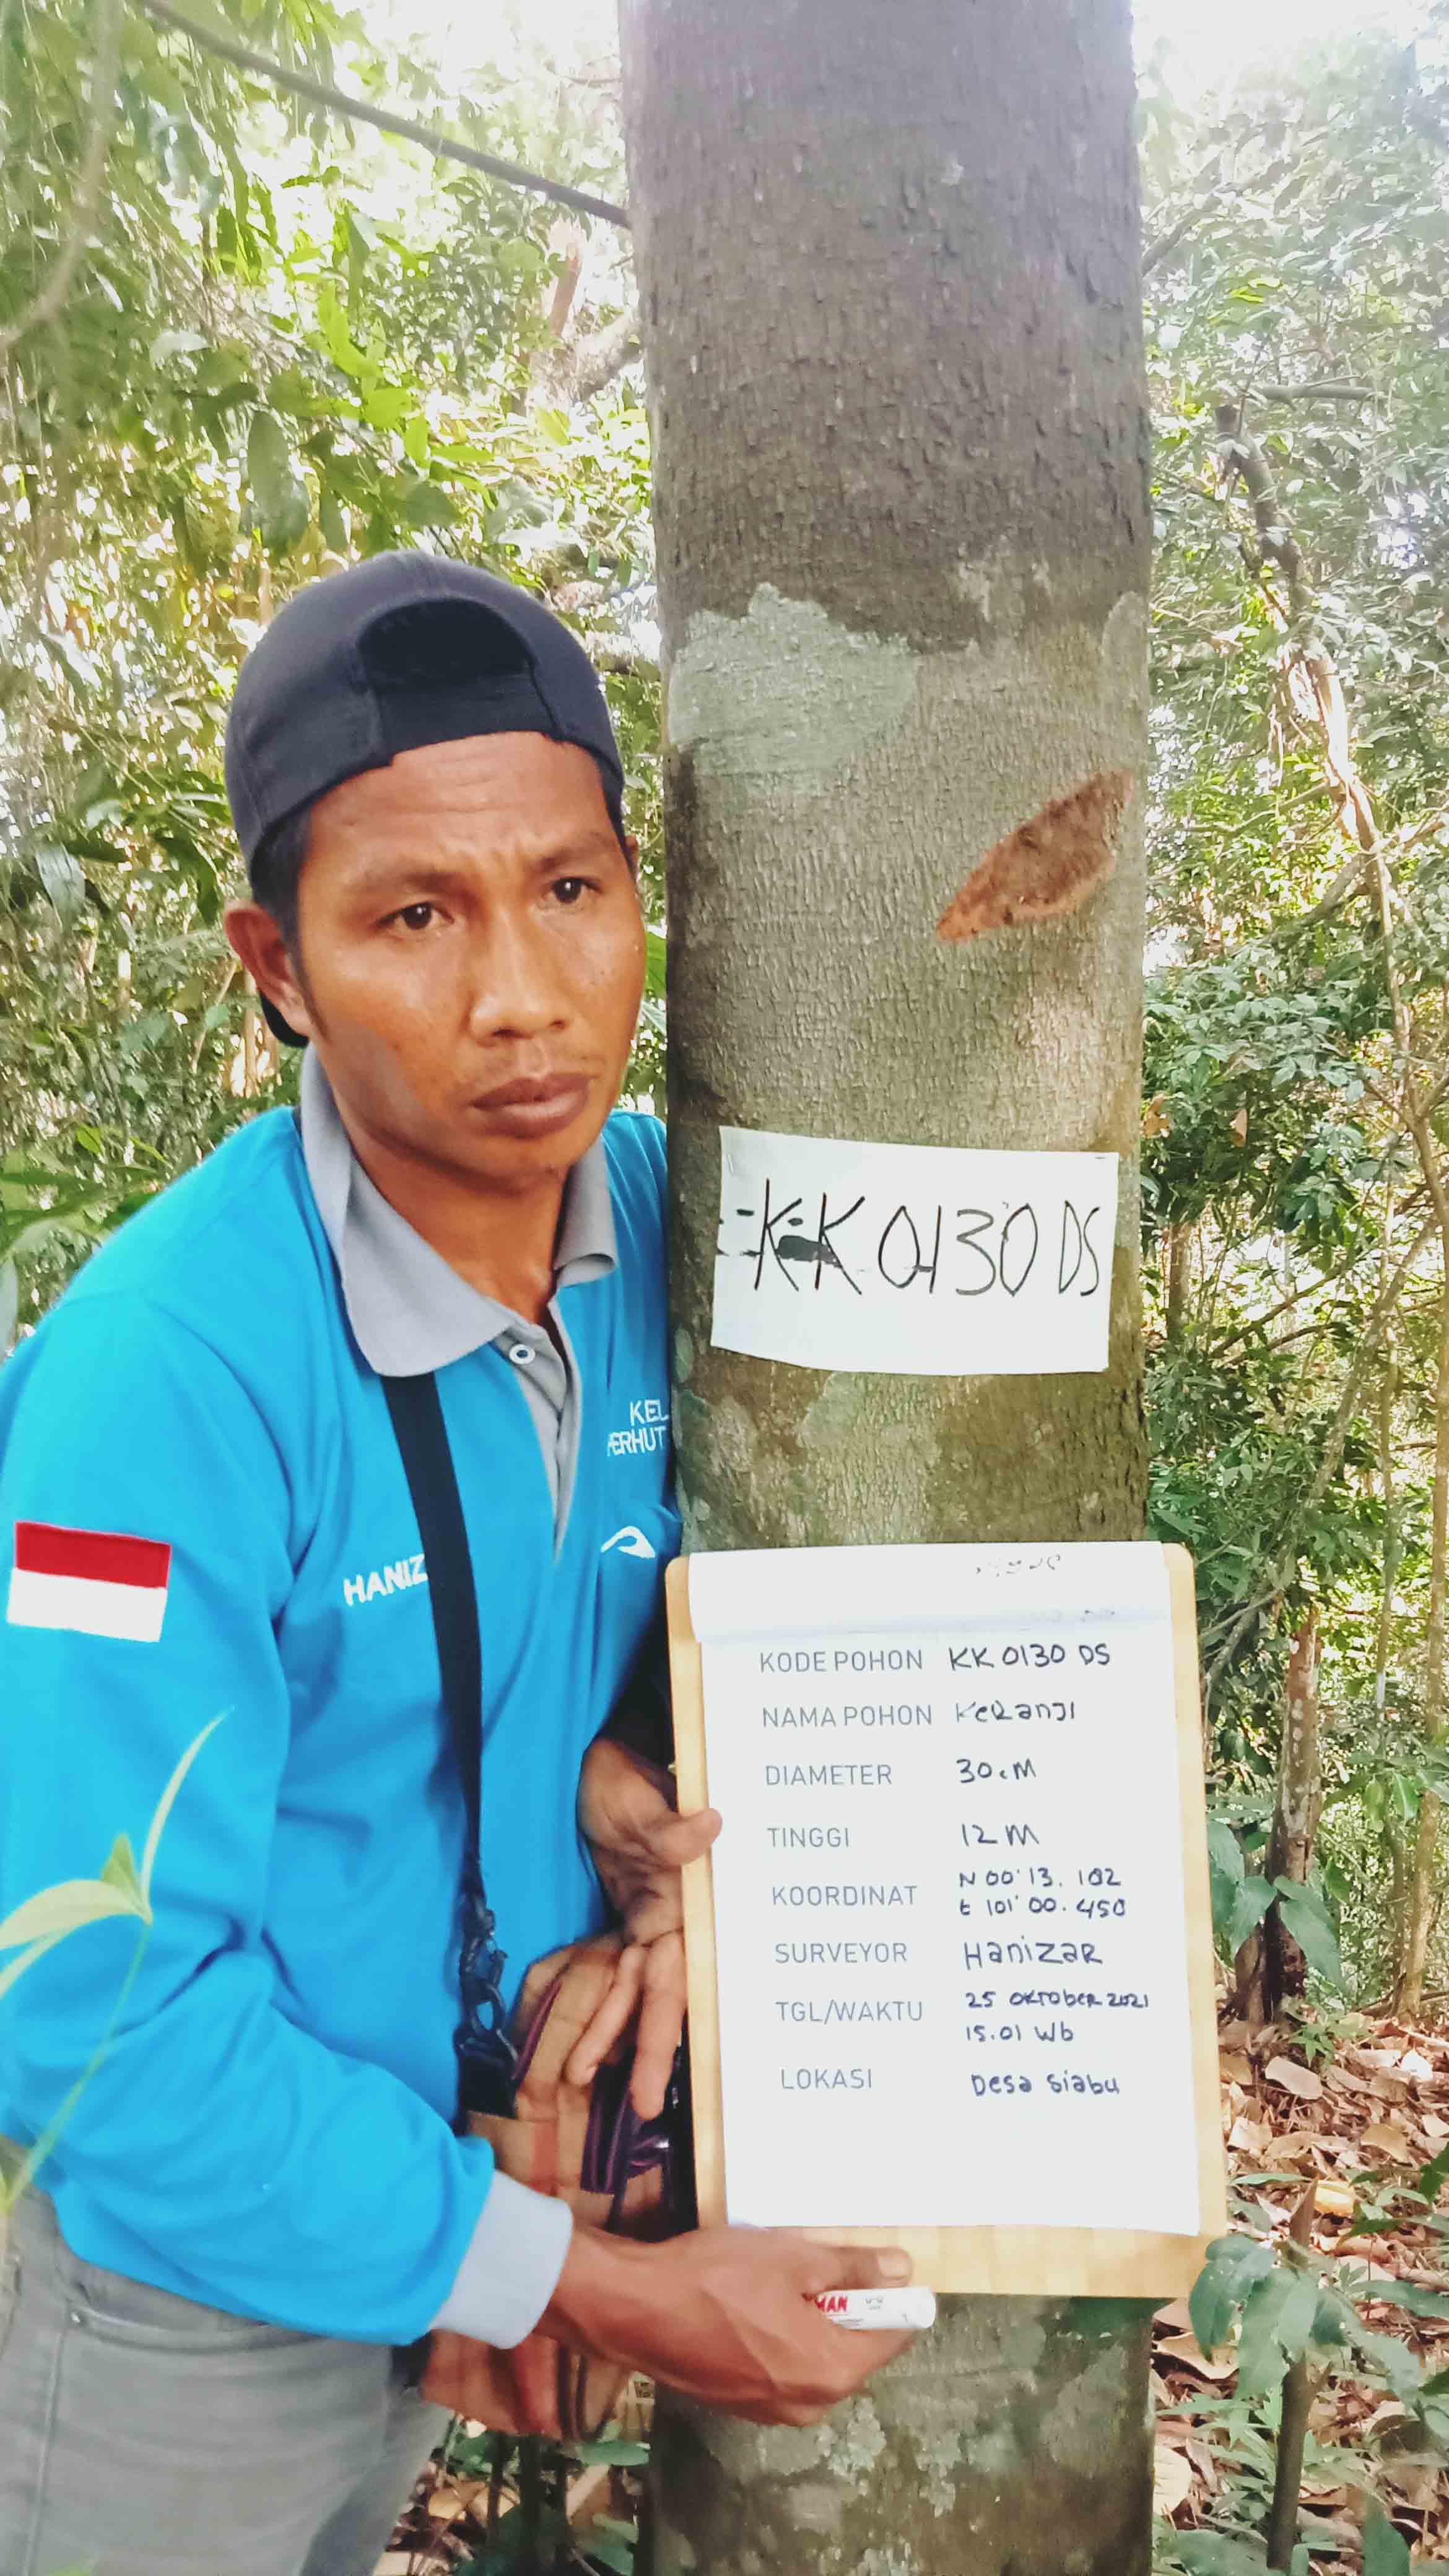 KK 0130 DS
KEL
PERHUT
HANIZ
KODE POHON KK 0130 DS
NAMA POHON KeRanJI
DIAMETER 30 cM
TINGGI 12 M
KOORDINAT N 00' 13. 102
E 101' 00. 450
SURVEYOR HaniZaR
TGL/WAKTU 25 OKTObeR 2021
15.01 Wb
LOKASI Desa Siabu
MAN